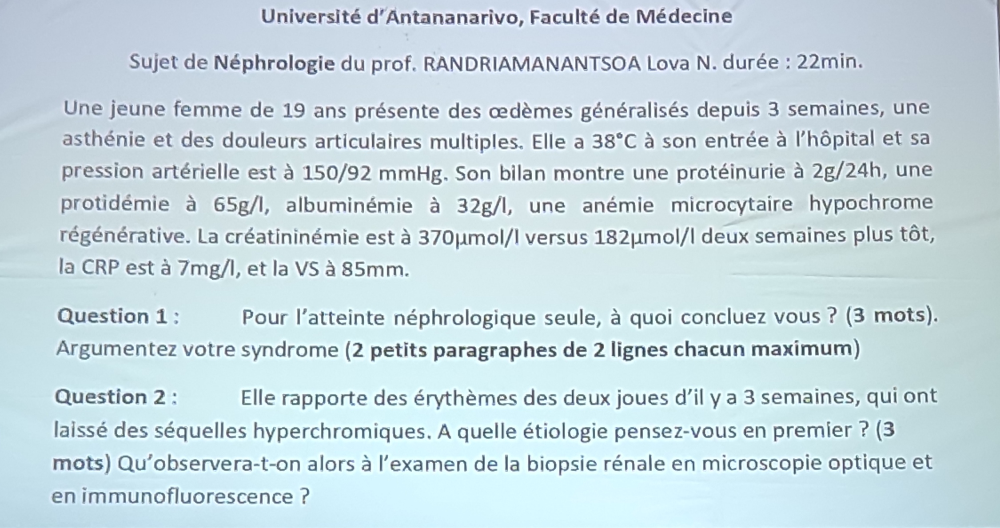 Université d'Antananarivo, Faculté de Médecine
Sujet de Néphrologie du prof. RANDRIAMANANTSOA Lova N. durée : 22min.
Une jeune femme de 19 ans présente des œdèmes généralisés depuis 3 semaines, une
asthénie et des douleurs articulaires multiples. Elle a 38°C à son entrée à l'hôpital et sa
pression artérielle est à 150/92 mmHg. Son bilan montre une protéinurie à 2g/24h, une
protidémie à 65g/l, albuminémie à 32g/l, une anémie microcytaire hypochrome
régénérative. La créatininémie est à 370µmol/l versus 182µmol/l deux semaines plus tôt,
la CRP est à 7mg/l, et la VS à 85mm.
Question 1 : Pour l'atteinte néphrologique seule, à quoi concluez vous ? (3 mots).
Argumentez votre syndrome (2 petits paragraphes de 2 lignes chacun maximum)
Question 2 : Elle rapporte des érythèmes des deux joues d'il y a 3 semaines, qui ont
laissé des séquelles hyperchromiques. A quelle étiologie pensez-vous en premier ? (3
mots) Qu'observera-t-on alors à l'examen de la biopsie rénale en microscopie optique et
en immunofluorescence ?